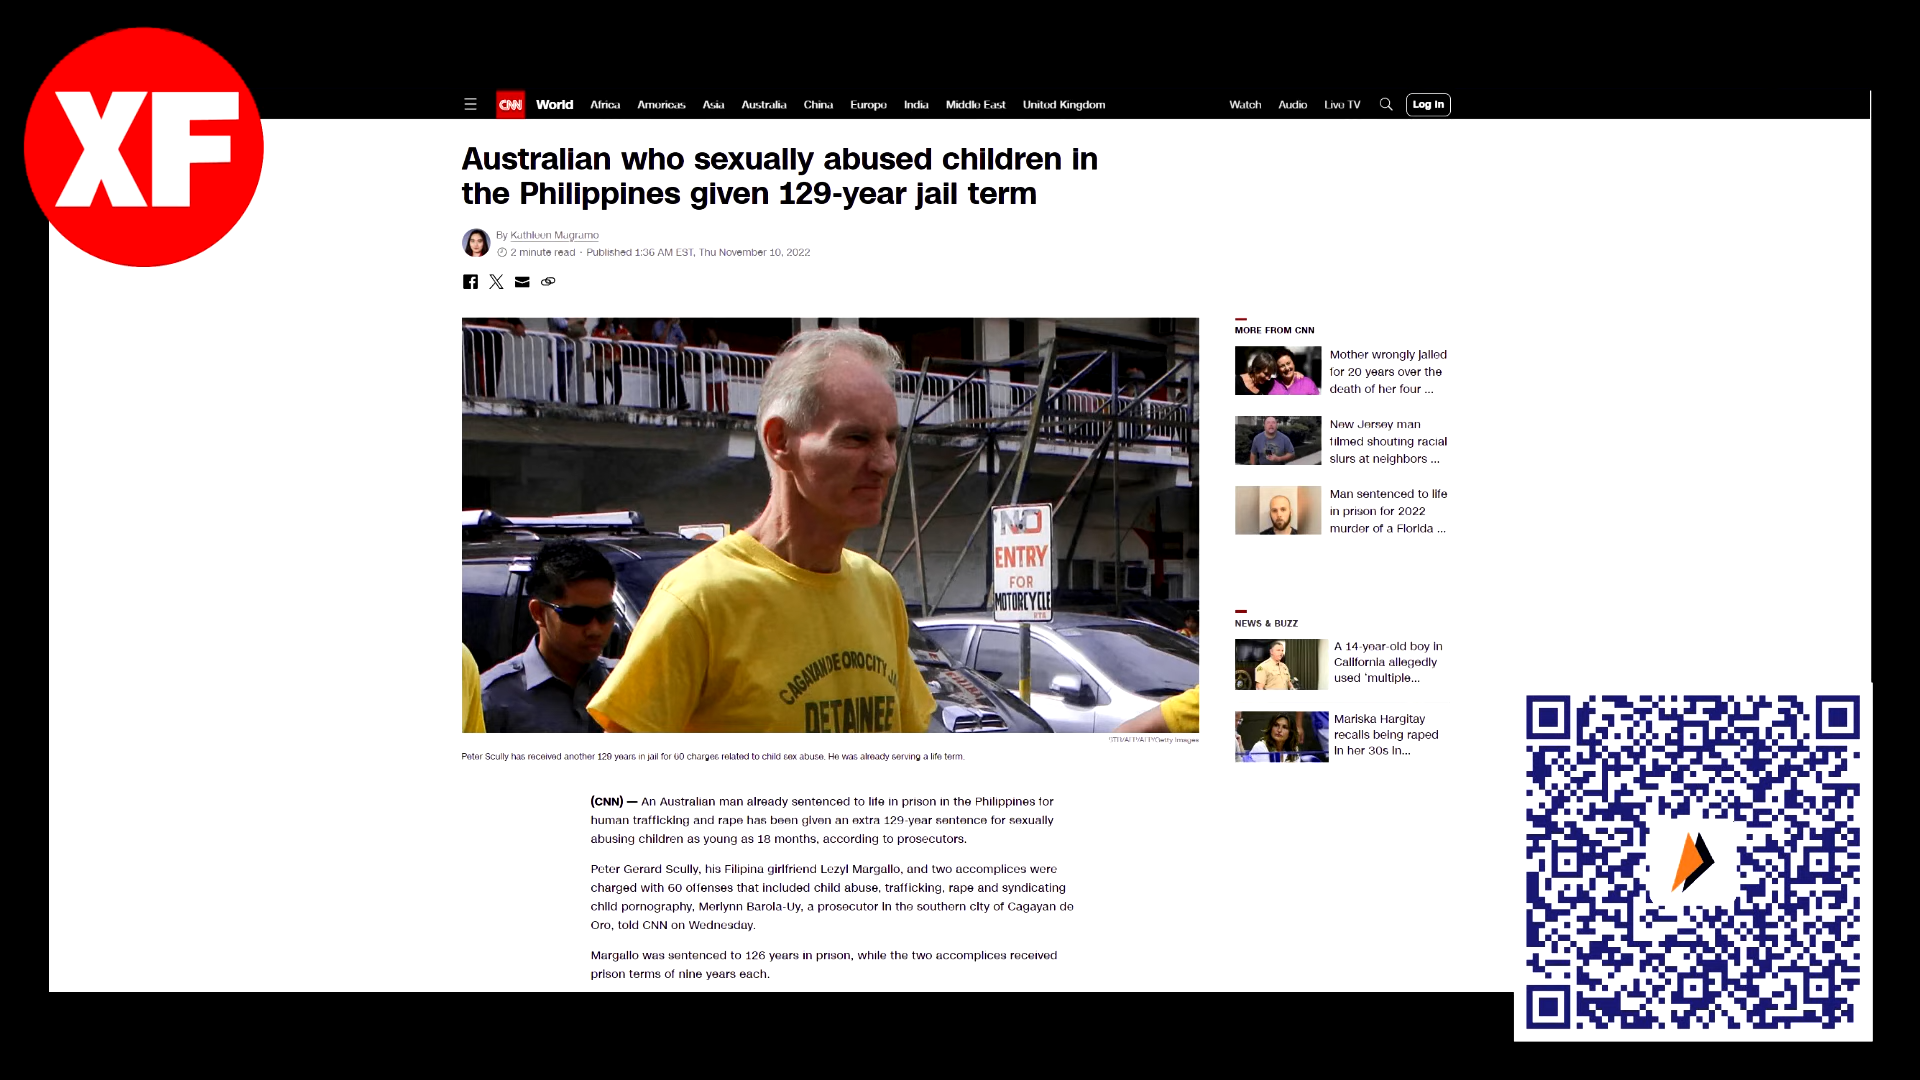 XF
CNN World Africa Americas Asia Australia China Europe India Middle East United Kingdom Watch Audio Live TV Log In
Australian who sexually abused children in
the Philippines given 129-year jail term
By Kathleen Magramo
2 minute read · Published 1:36 AM EST, Thu November 10, 2022
NO
ENTRY
FOR
MOTORCYCLE
CAGAYAN DE ORO CITY
DETAINEE
STR/AFP/AFP/Getty Images
Peter Scully has received another 129 years in jail for 60 charges related to child sex abuse. He was already serving a life term.
(CNN) — An Australian man already sentenced to life in prison in the Philippines for
human trafficking and rape has been given an extra 129-year sentence for sexually
abusing children as young as 18 months, according to prosecutors.
Peter Gerard Scully, his Filipina girlfriend Lezyl Margallo, and two accomplices were
charged with 60 offenses that included child abuse, trafficking, rape and syndicating
child pornography, Merlynn Barola-Uy, a prosecutor in the southern city of Cagayan de
Oro, told CNN on Wednesday.
Margallo was sentenced to 126 years in prison, while the two accomplices received
prison terms of nine years each.
MORE FROM CNN
Mother wrongly jailed
for 20 years over the
death of her four ...
New Jersey man
filmed shouting racial
slurs at neighbors ...
Man sentenced to life
in prison for 2022
murder of a Florida ...
NEWS & BUZZ
A 14-year-old boy in
California allegedly
used 'multiple...
Mariska Hargitay
recalls being raped
in her 30s in...